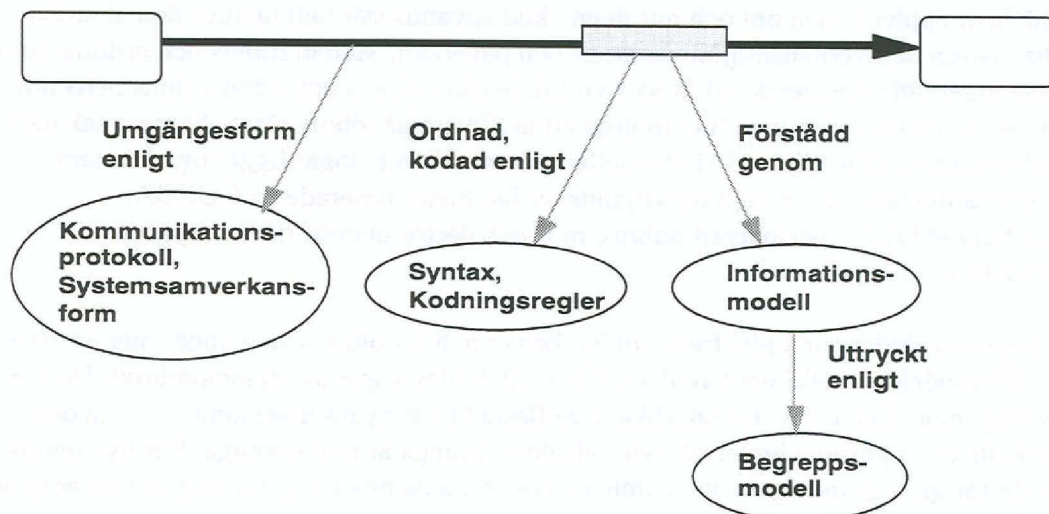 Umgängesform
enligt
Ordnad,
kodad enligt
Förstådd
genom
Kommunikations-
protokoll,
Systemsamverkans-
form
Syntax,
Kodningsregler
Informations-
modell
Uttryckt
enligt
Begrepps-
modell